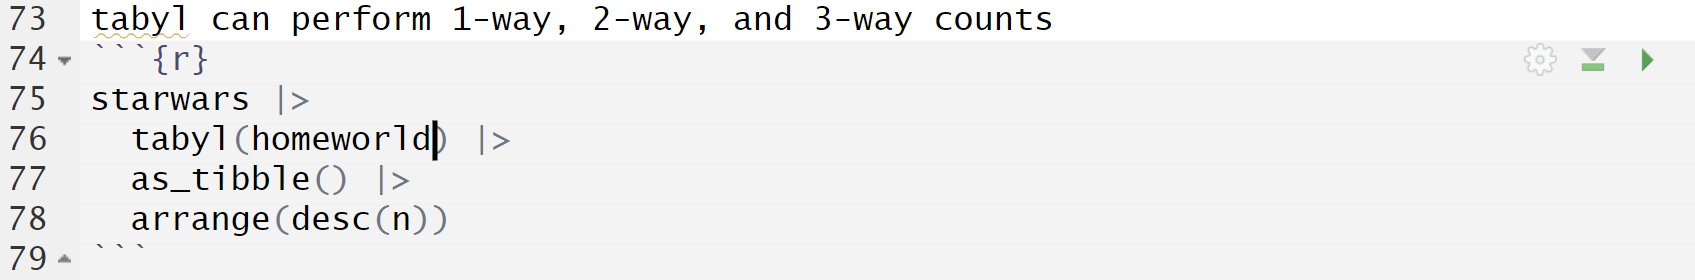 73 tabyl can perform 1-way, 2-way, and 3-way counts
74 ```{r}
75 starwars |>
76   tabyl(homeworld) |>
77   as_tibble() |>
78   arrange(desc(n))
79 ```